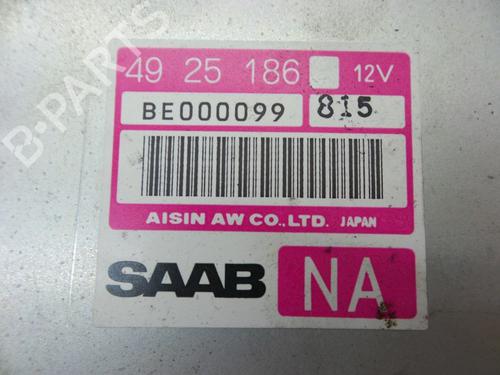 49 25 186 12V
BE000099 815
AISIN AW CO.,LTD. JAPAN
SAAB NA
B-PARTS